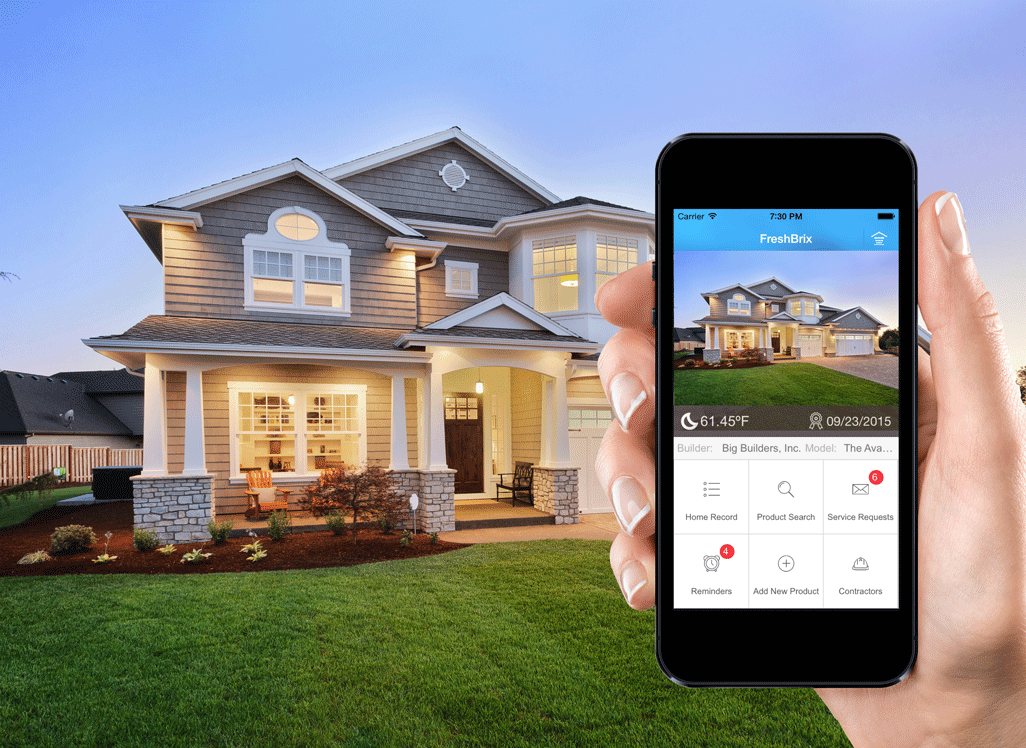 Carrier 7:30 PM
FreshBrix
61.45ºF 09/23/2015
Builder: Big Builders, Inc. Model: The Ava...
6
Home Record Product Search Service Requests
4
Reminders Add New Product Contractors